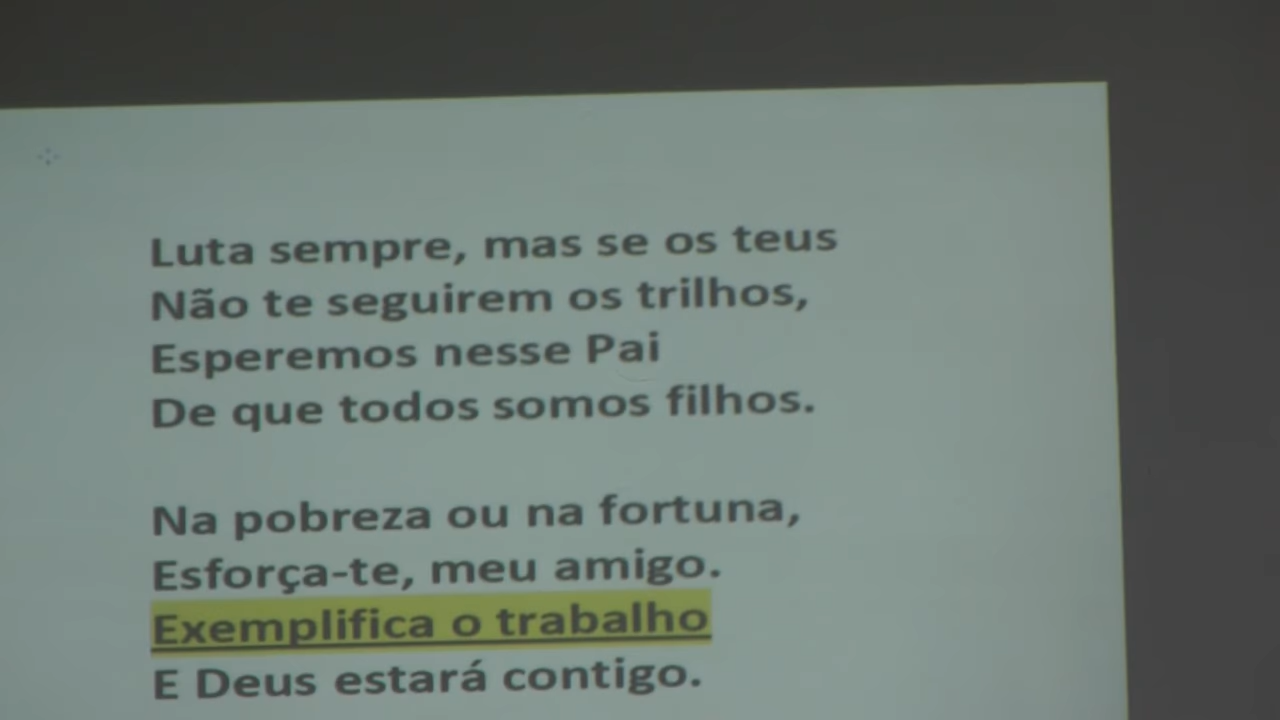 Luta sempre, mas se os teus
Não te seguirem os trilhos,
Esperemos nesse Pai
De que todos somos filhos.
Na pobreza ou na fortuna,
Esforça-te, meu amigo.
Exemplifica o trabalho
E Deus estará contigo.